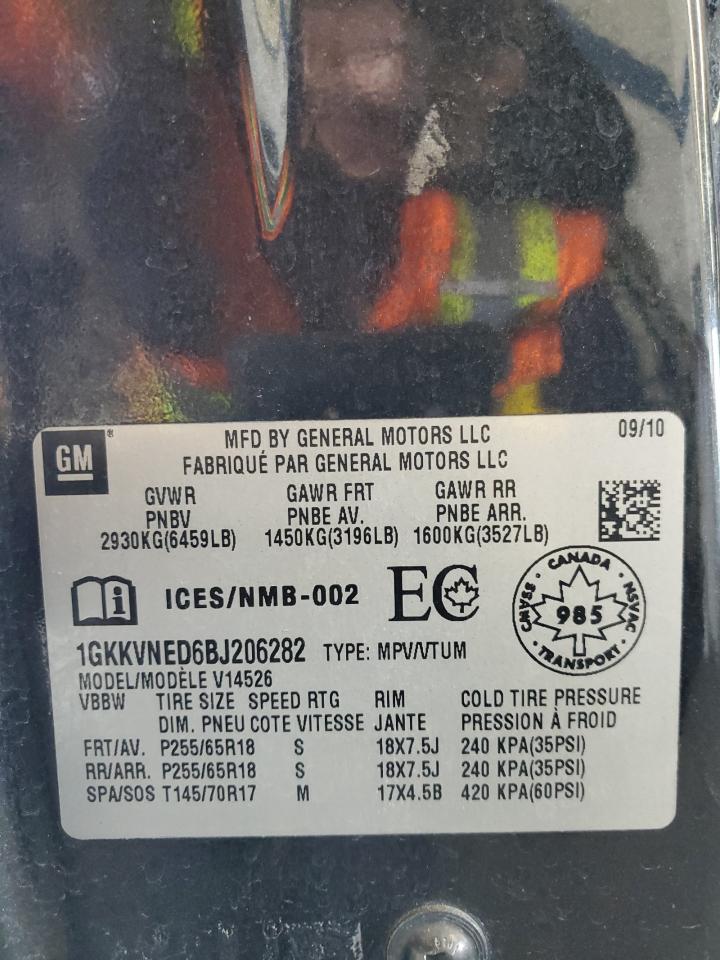 GM
MFD BY GENERAL MOTORS LLC 09/10
FABRIQUÉ PAR GENERAL MOTORS LLC
GVWR GAWR FRT GAWR RR
PNBV PNBE AV. PNBE ARR.
2930KG(6459LB) 1450KG(3196LB) 1600KG(3527LB)
i ICES/NMB-002 EC
CANADA
SVMC NSVAC
985
TRANSPORT
1GKKVNED6BJ206282 TYPE: MPV/VTUM
MODEL/MODÈLE V14526
VBBW TIRE SIZE SPEED RTG RIM COLD TIRE PRESSURE
DIM. PNEU COTE VITESSE JANTE PRESSION À FROID
FRT/AV. P255/65R18 S 18X7.5J 240 KPA(35PSI)
RR/ARR. P255/65R18 S 18X7.5J 240 KPA(35PSI)
SPA/SOS T145/70R17 M 17X4.5B 420 KPA(60PSI)